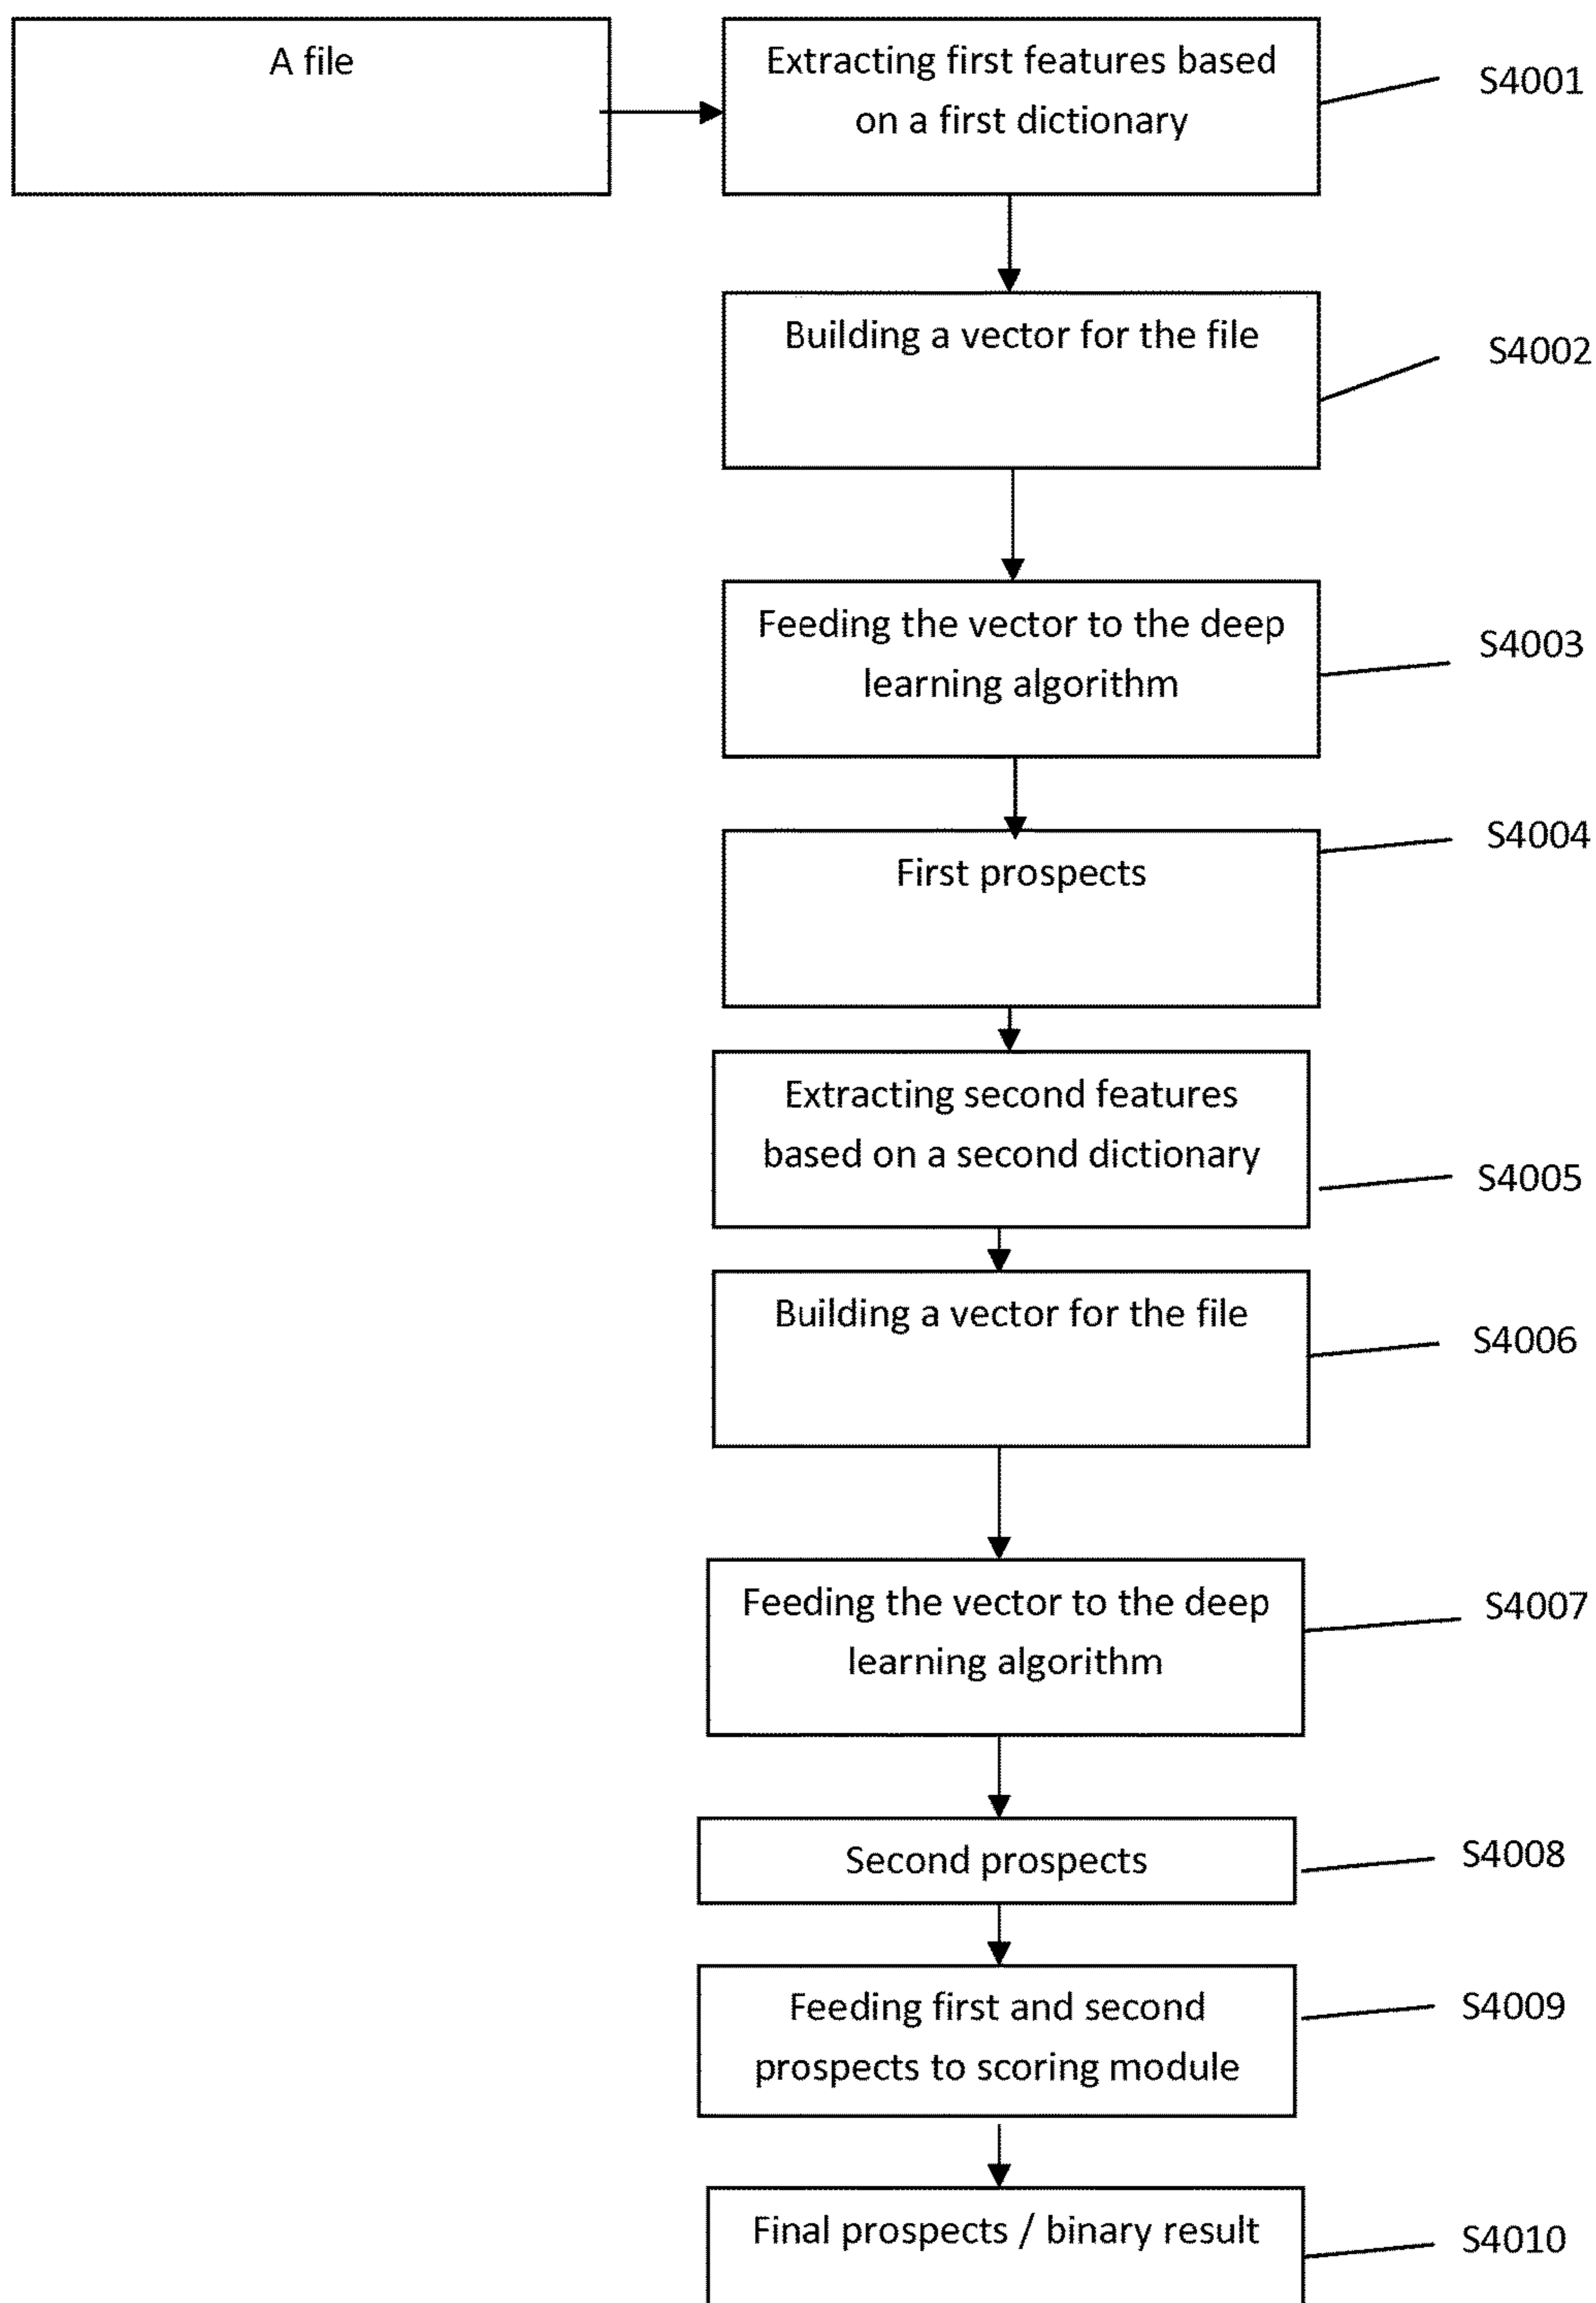 A file
Extracting first features based
on a first dictionary
S4001
Building a vector for the file
S4002
Feeding the vector to the deep
learning algorithm
S4003
First prospects
S4004
Extracting second features
based on a second dictionary
S4005
Building a vector for the file
S4006
Feeding the vector to the deep
learning algorithm
S4007
Second prospects
S4008
Feeding first and second
prospects to scoring module
S4009
Final prospects / binary result
S4010